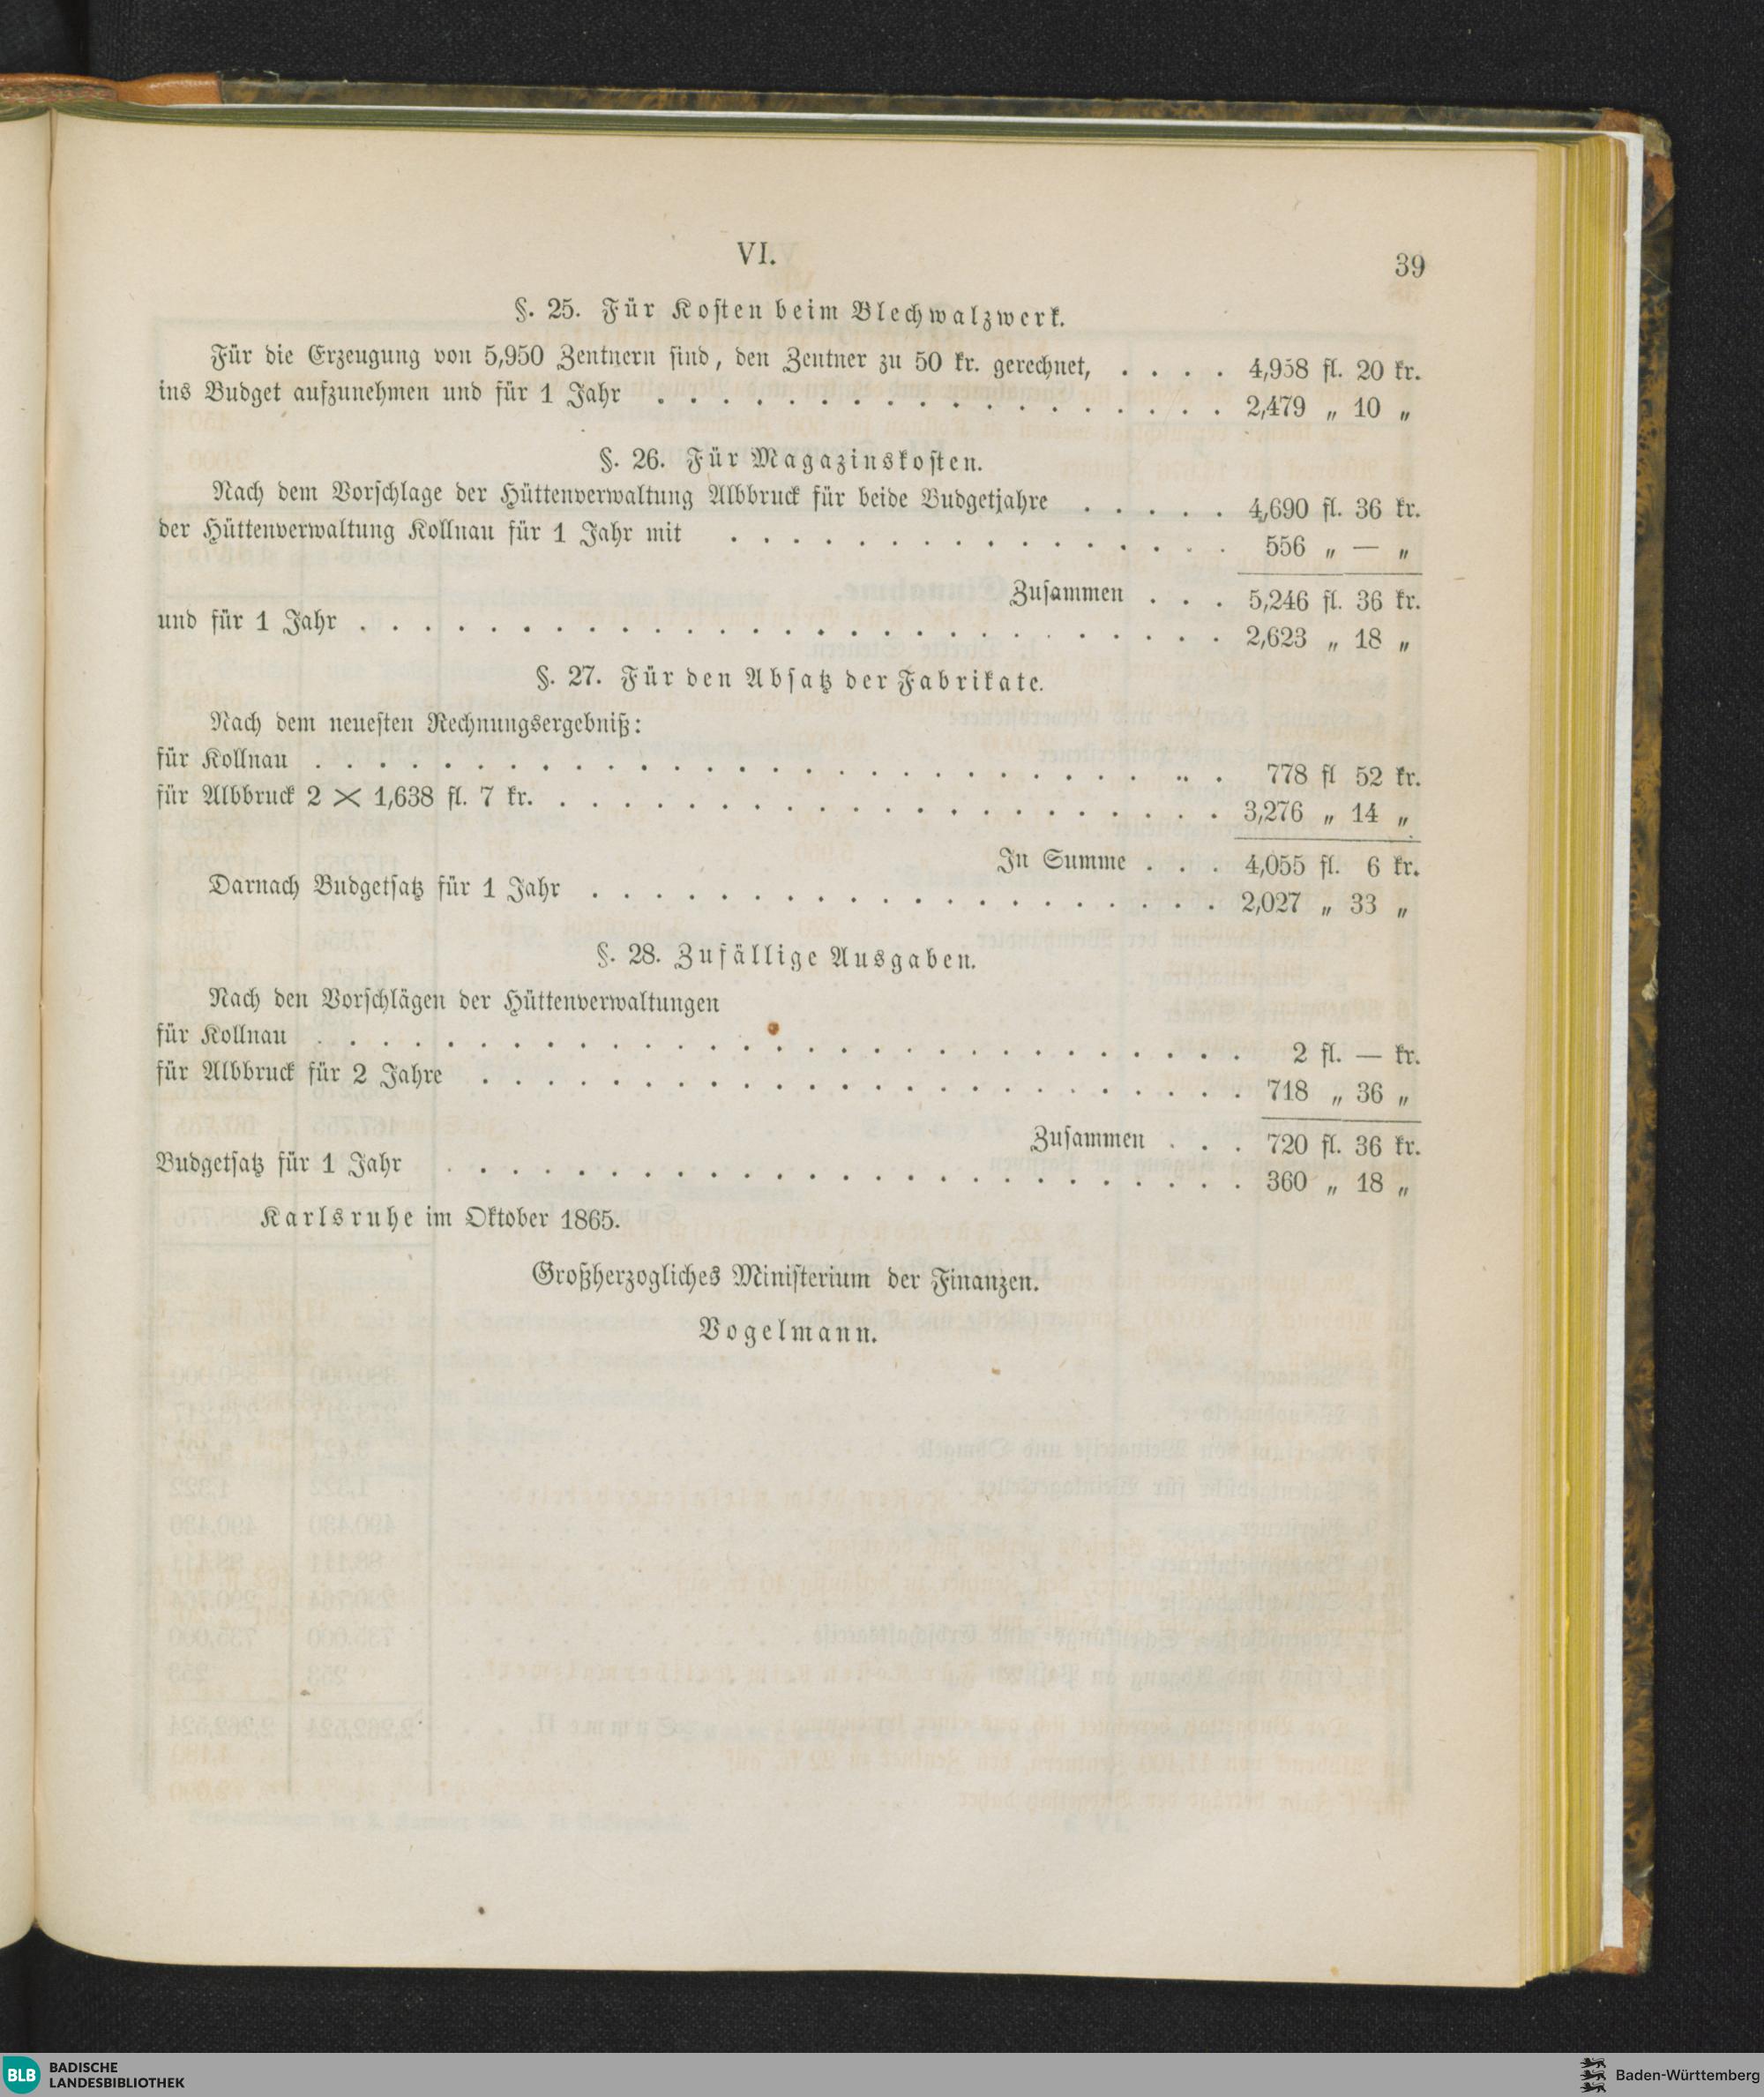 VI.
39
§. 25. Für Kosten beim Blechwalzwerk.
Für die Erzeugung von 5,950 Zentnern sind, den Zentner zu 50 kr. gerechnet, . . . . 4,958 fl. 20 kr.
ins Budget aufzunehmen und für 1 Jahr . . . . . . . . . . . . . . . . . . 2,479 „ 10 „
§. 26. Für Magazinskosten.
Nach dem Vorschlage der Hüttenverwaltung Albbruck für beide Budgetjahre . . . . . 4,690 fl. 36 kr.
der Hüttenverwaltung Kollnau für 1 Jahr mit . . . . . . . . . . . . . . . . 556 „ — „
Zusammen . . . 5,246 fl. 36 kr.
und für 1 Jahr . . . . . . . . . . . . . . . . . . . . . . . . . . . 2,623 „ 18 „
§. 27. Für den Absatz der Fabrikate.
Nach dem neuesten Rechnungsergebniß:
für Kollnau . . . . . . . . . . . . . . . . . . . . . . . . . . . . 778 fl 52 kr.
für Albbruck 2 × 1,638 fl. 7 kr. . . . . . . . . . . . . . . . . . . . . . 3,276 „ 14 „
In Summe . . . 4,055 fl. 6 kr.
Darnach Budgetsatz für 1 Jahr . . . . . . . . . . . . . . . . . . . . 2,027 „ 33 „
§. 28. Zufällige Ausgaben.
Nach den Vorschlägen der Hüttenverwaltungen
für Kollnau . . . . . . . . . . . . . . . . . . . . . . . . . . . . . 2 fl. — kr.
für Albbruck für 2 Jahre . . . . . . . . . . . . . . . . . . . . . . . . 718 „ 36 „
Zusammen . . . 720 fl. 36 kr.
Budgetsatz für 1 Jahr . . . . . . . . . . . . . . . . . . . . . . . . . 360 „ 18 „
Karlsruhe im Oktober 1865.
Großherzogliches Ministerium der Finanzen.
Vogelmann.
BLB
BADISCHE
LANDESBIBLIOTHEK
Baden-Württemberg